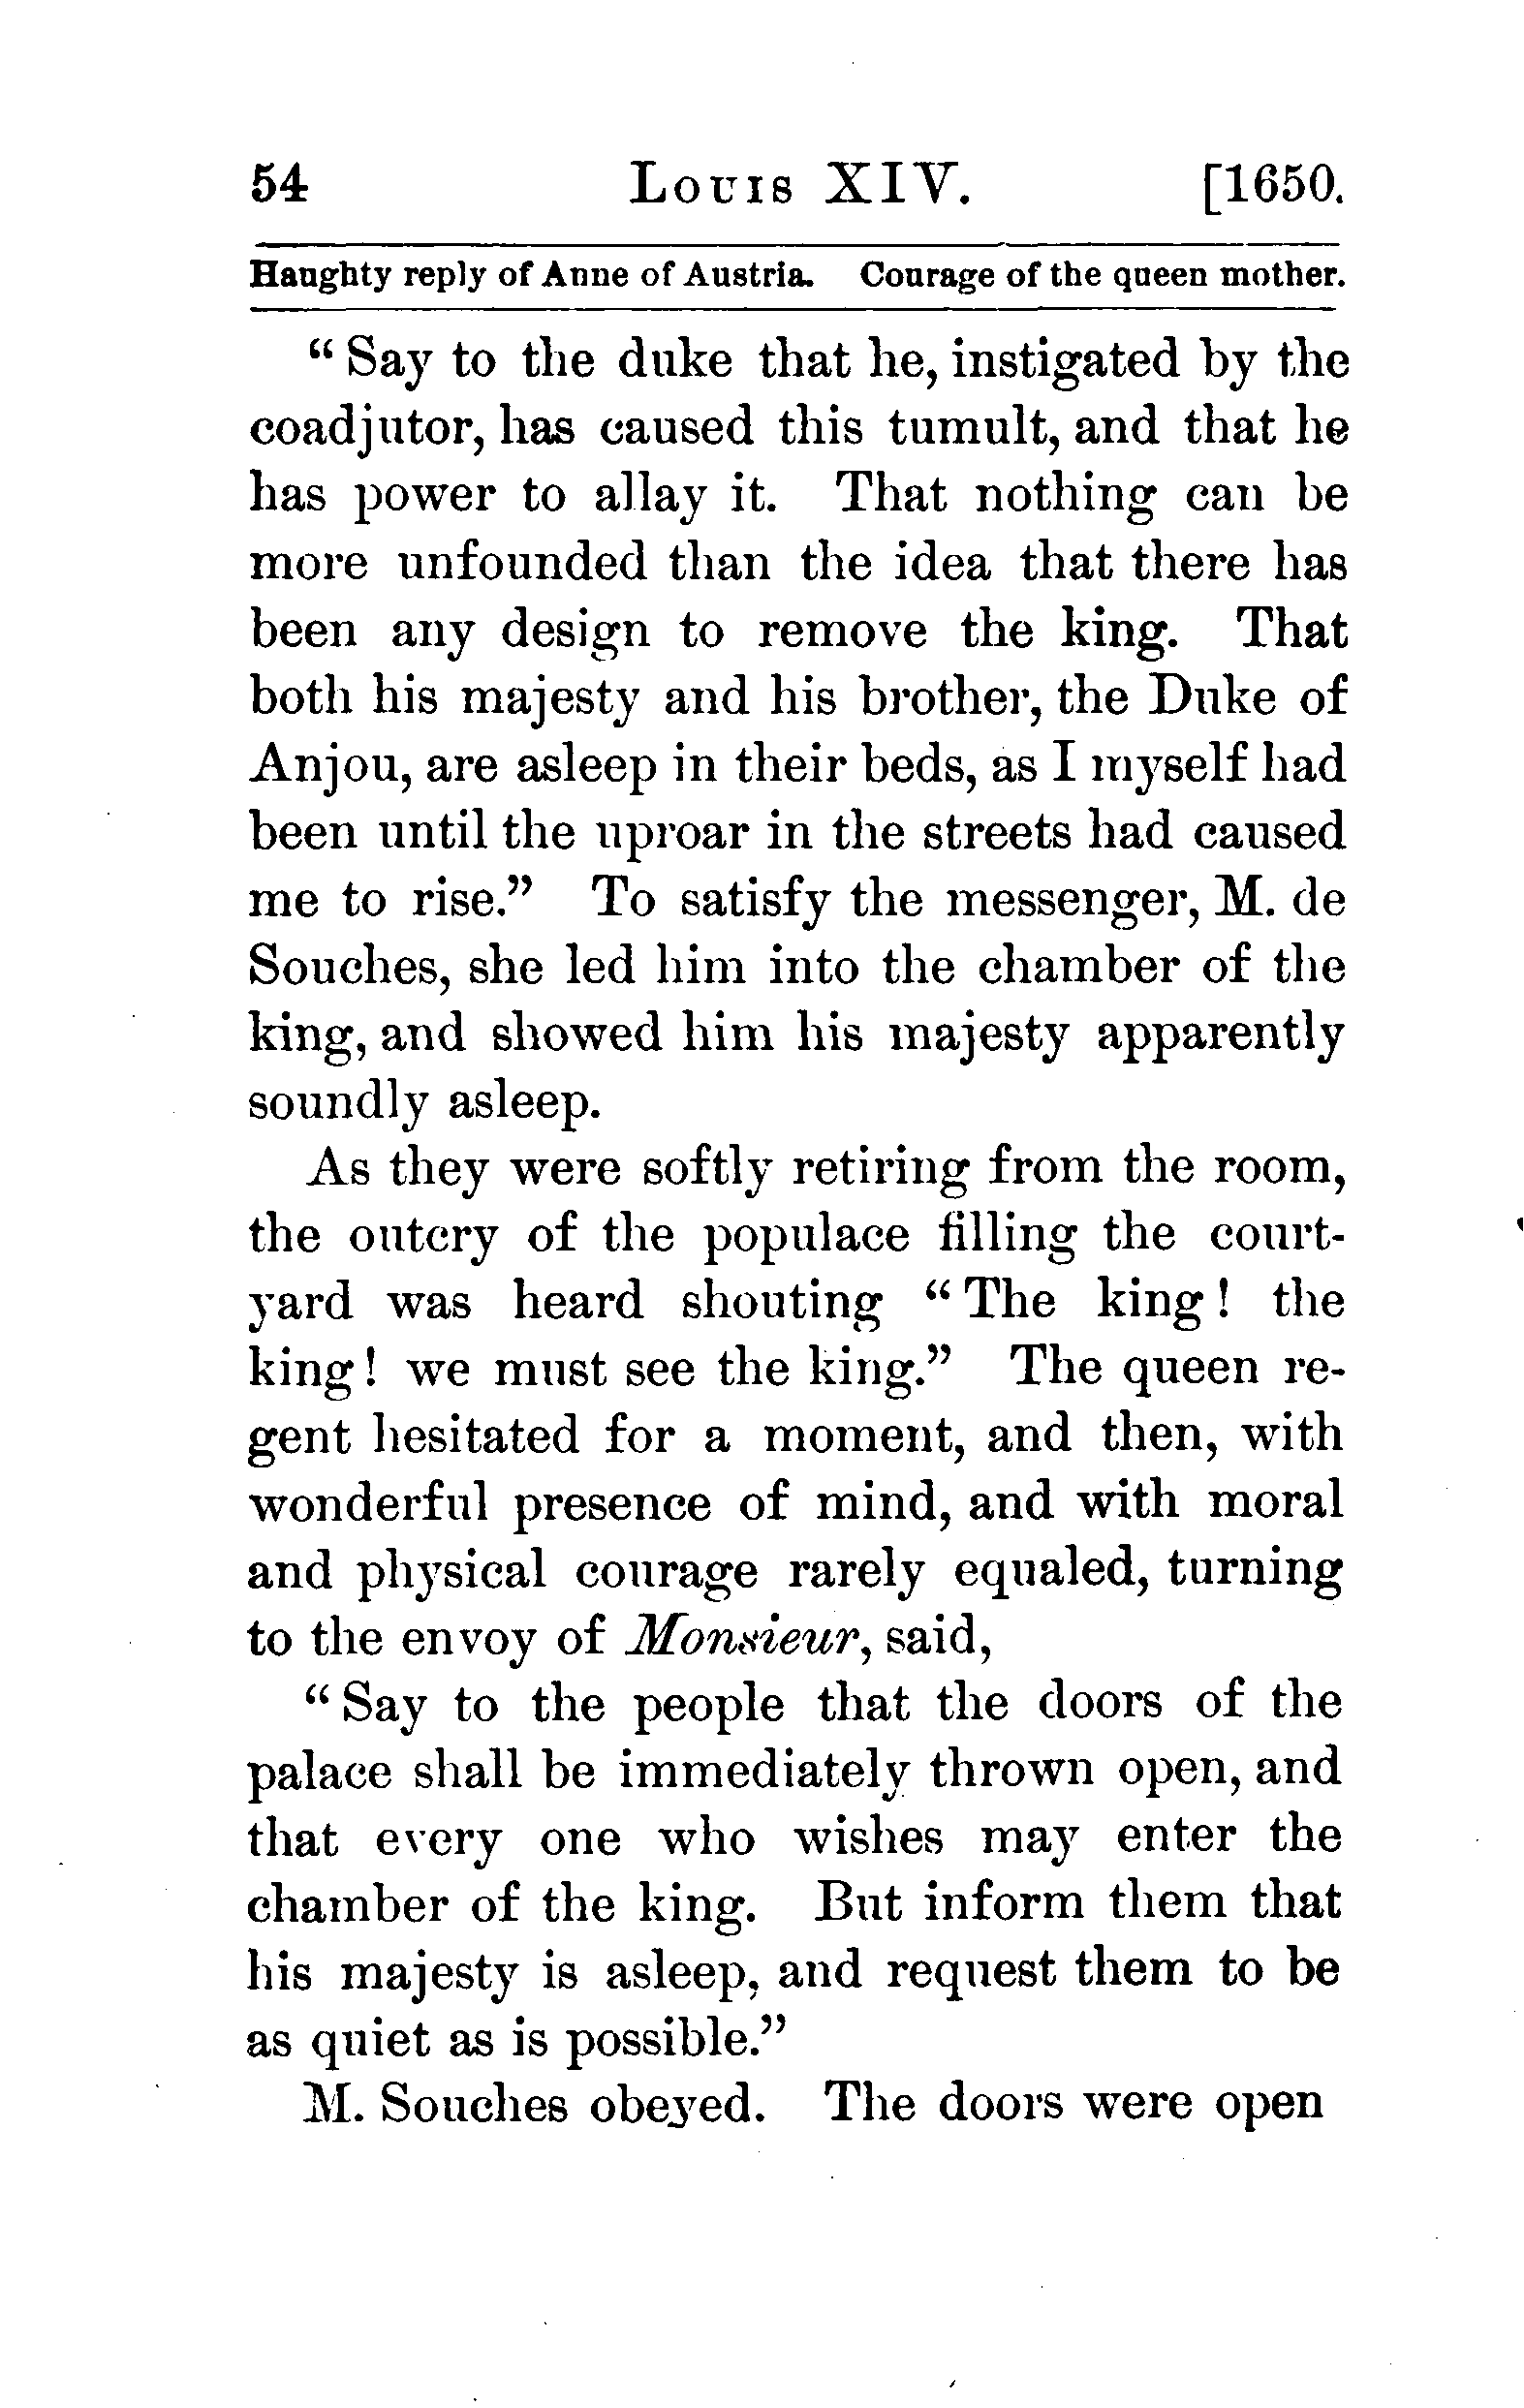 54 Louis XIV. [1650.
Haughty reply of Anne of Austria. Courage of the queen mother.
“Say to the duke that he, instigated by the
coadjutor, has caused this tumult, and that he
has power to allay it. That nothing can be
more unfounded than the idea that there has
been any design to remove the king. That
both his majesty and his brother, the Duke of
Anjou, are asleep in their beds, as I myself had
been until the uproar in the streets had caused
me to rise.” To satisfy the messenger, M. de
Souches, she led him into the chamber of the
king, and showed him his majesty apparently
soundly asleep.
As they were softly retiring from the room,
the outcry of the populace filling the court-
yard was heard shouting “The king! the
king! we must see the king.” The queen re-
gent hesitated for a moment, and then, with
wonderful presence of mind, and with moral
and physical courage rarely equaled, turning
to the envoy of Monsieur, said,
“Say to the people that the doors of the
palace shall be immediately thrown open, and
that every one who wishes may enter the
chamber of the king. But inform them that
his majesty is asleep, and request them to be
as quiet as is possible.”
M. Souches obeyed. The doors were open